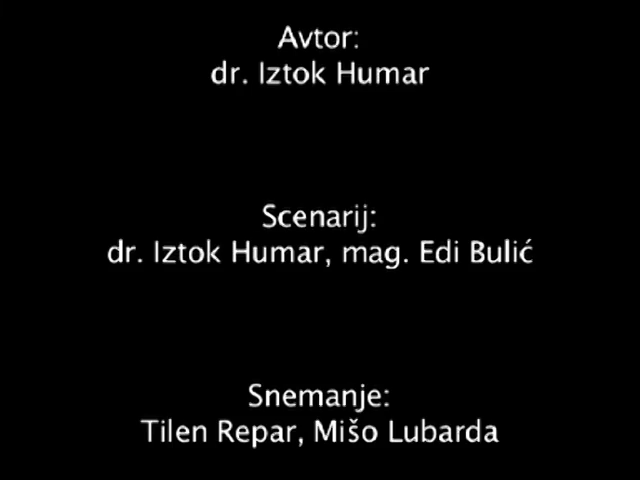 Avtor:
dr. Iztok Humar
Scenarij:
dr. Iztok Humar, mag. Edi Bulić
Snemanje:
Tilen Repar, Mišo Lubarda